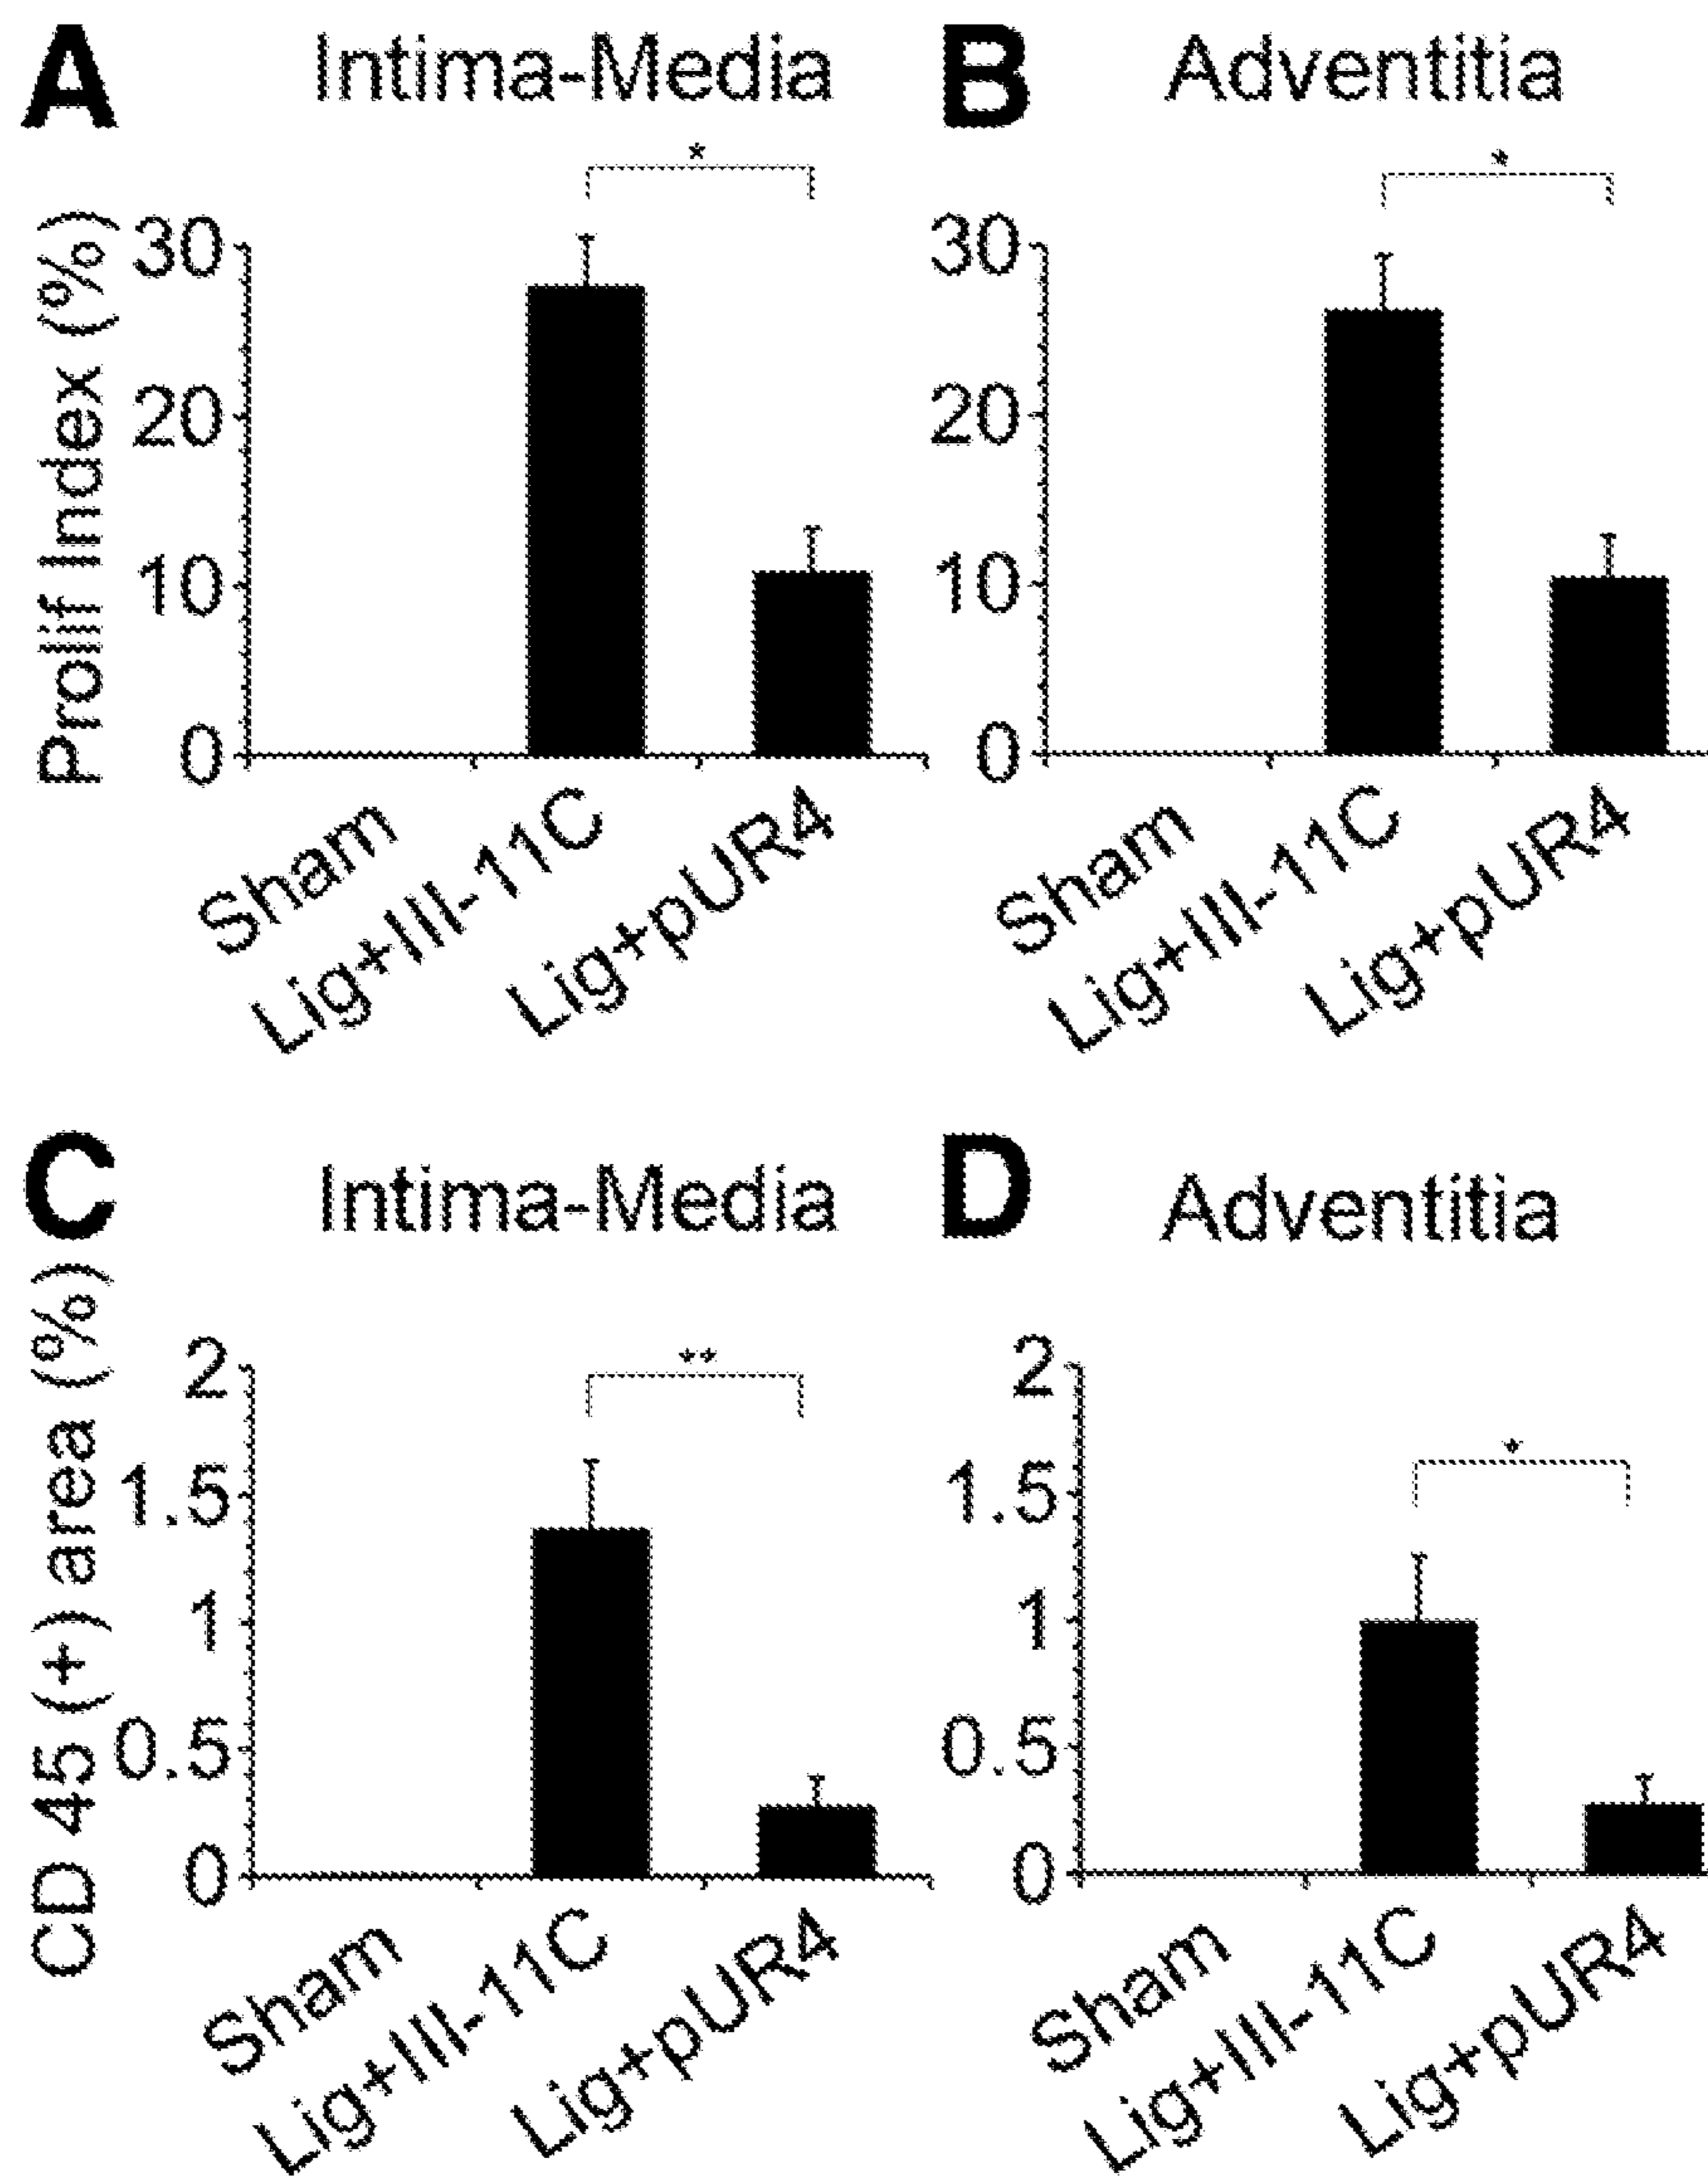 A Intima-Media
*
Prolif Index (%)
30
20
10
0
Sham
Lig+III-11C
Lig+pUR4
B Adventitia
*
30
20
10
0
Sham
Lig+III-11C
Lig+pUR4
C Intima-Media
**
CD 45 (+) area (%)
2
1.5
1
0.5
0
Sham
Lig+III-11C
Lig+pUR4
D Adventitia
*
2
1.5
1
0.5
0
Sham
Lig+III-11C
Lig+pUR4